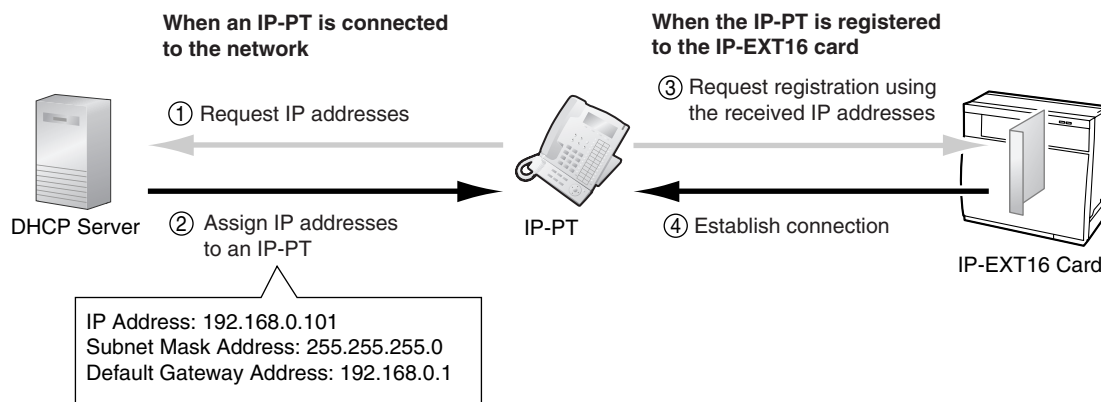 When an IP-PT is connected
to the network
When the IP-PT is registered
to the IP-EXT16 card
① Request IP addresses
③ Request registration using
the received IP addresses
DHCP Server
② Assign IP addresses
to an IP-PT
IP-PT
④ Establish connection
IP-EXT16 Card
IP Address: 192.168.0.101
Subnet Mask Address: 255.255.255.0
Default Gateway Address: 192.168.0.1